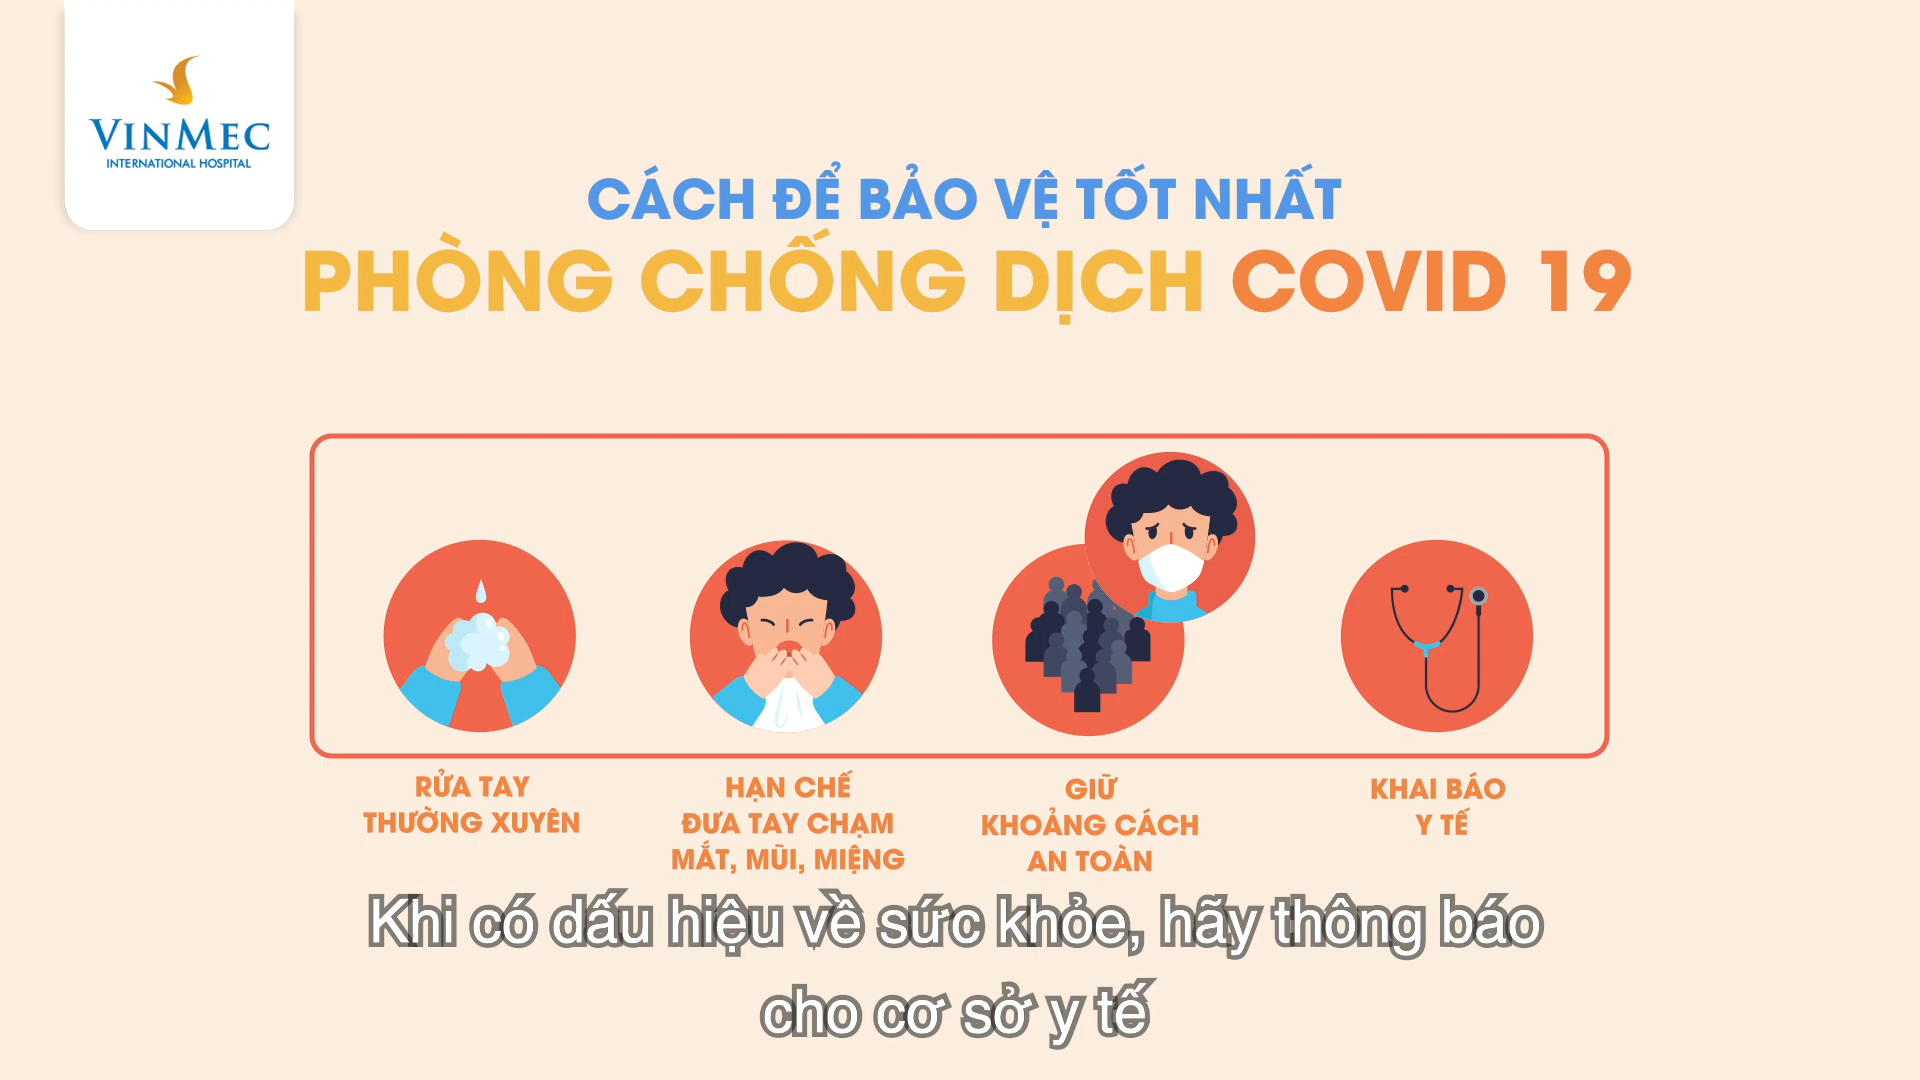 VINMEC
INTERNATIONAL HOSPITAL
CÁCH ĐỂ BẢO VỆ TỐT NHẤT
PHÒNG CHỐNG DỊCH COVID 19
RỬA TAY
THƯỜNG XUYÊN
HẠN CHẾ
ĐƯA TAY CHẠM
MẮT, MŨI, MIỆNG
GIỮ
KHOẢNG CÁCH
AN TOÀN
KHAI BÁO
Y TẾ
Khi có dấu hiệu về sức khỏe, hãy thông báo
cho cơ sở y tế